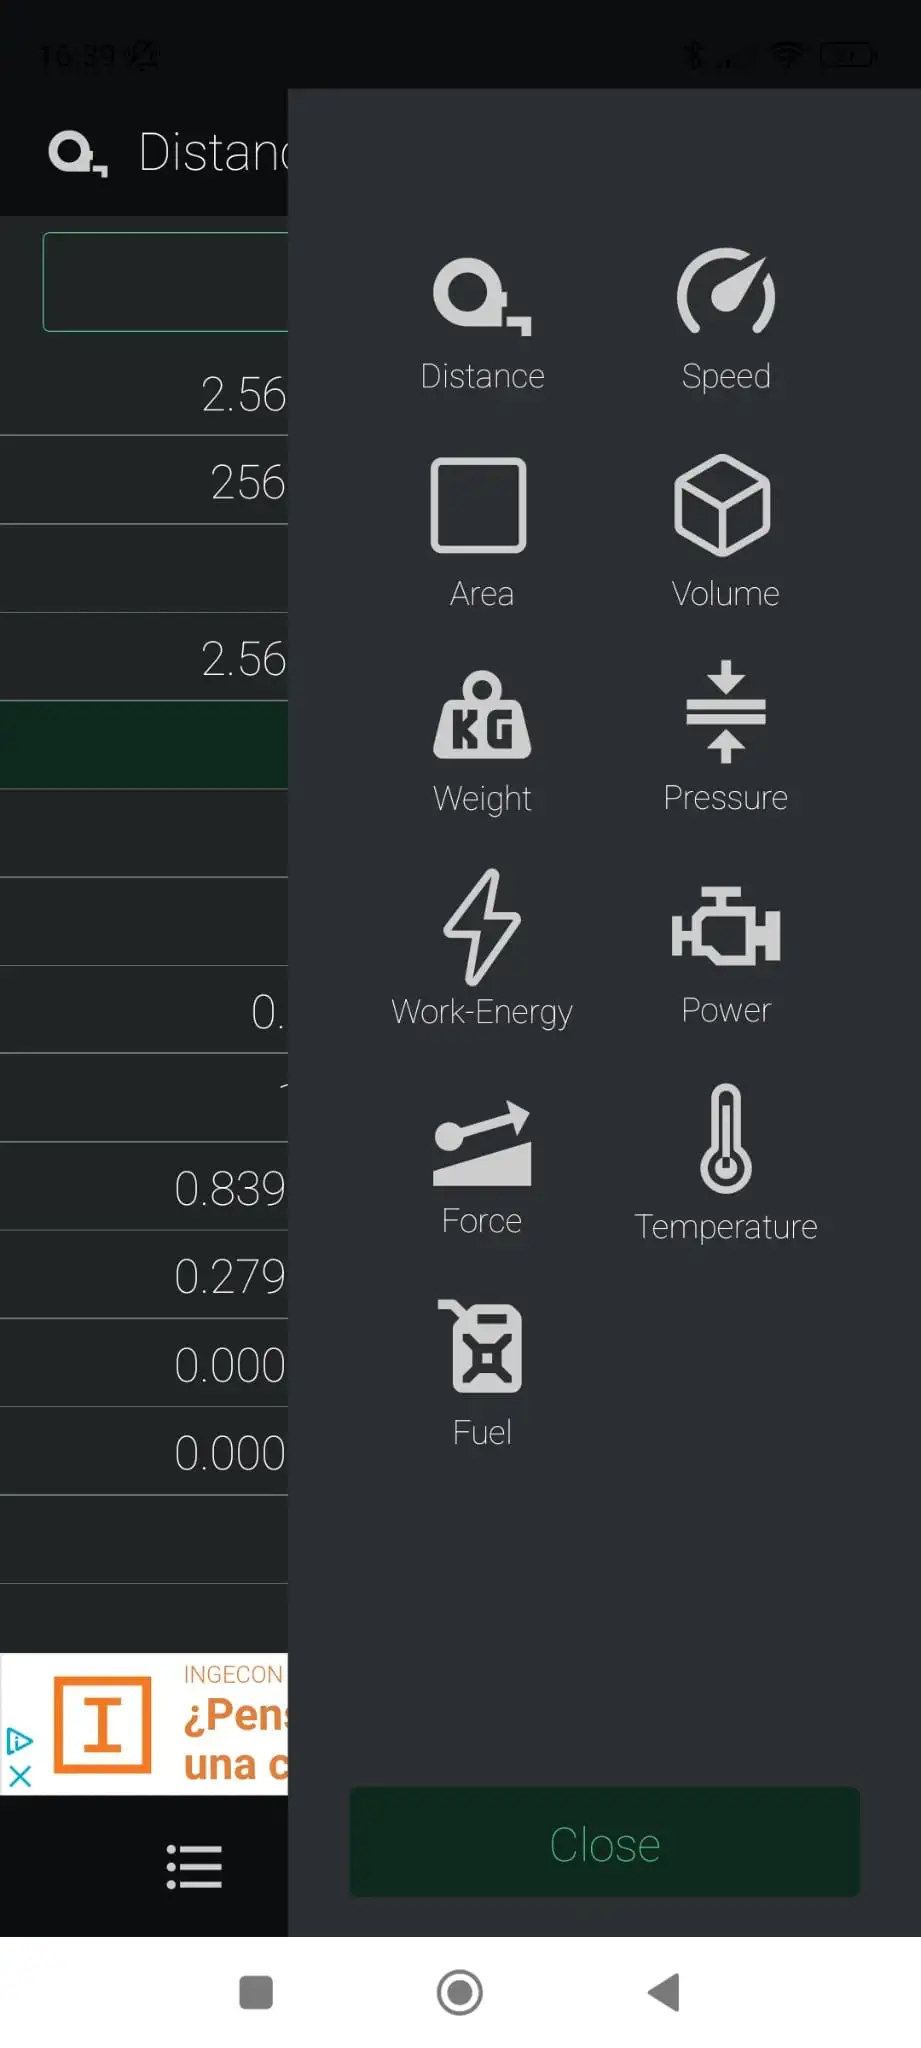 16:39
Distanc
2.56
256
2.56
0.
0.839
0.279
0.000
0.000
Distance
Speed
Area
Volume
KG
Weight
Pressure
Work-Energy
Power
Force
Temperature
Fuel
INGECON
¿Pens
una c
I
Close